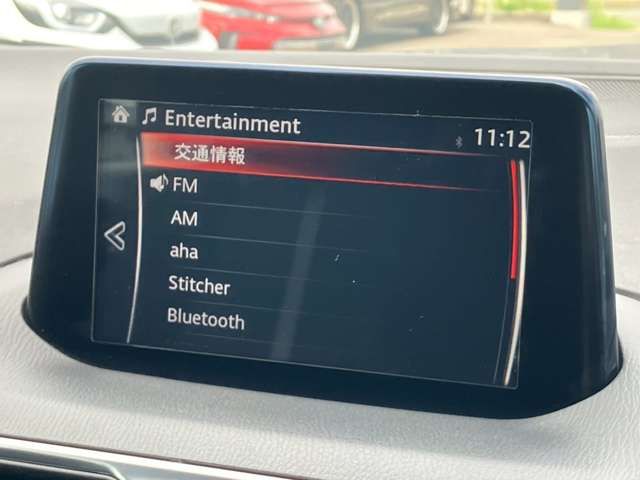 Entertainment
11:12
交通情報
FM
AM
aha
Stitcher
Bluetooth